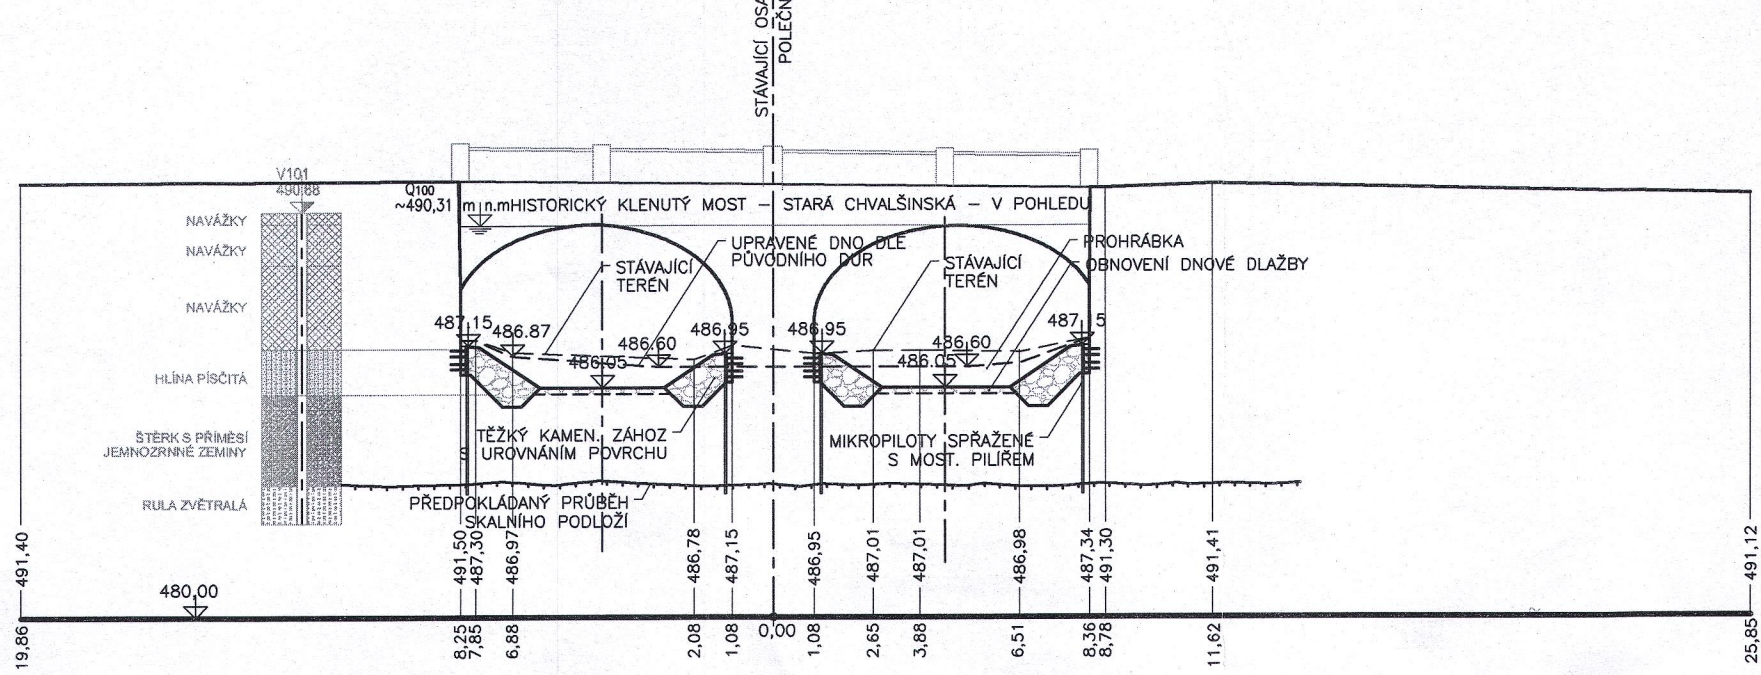 STÁVAJÍCÍ OSA
POLEČN
V101
490,88
Q100
~490,31 m n.m
HISTORICKÝ KLENUTÝ MOST – STARÁ CHVALŠINSKÁ – V POHLEDU
NAVÁŽKY
NAVÁŽKY
NAVÁŽKY
HLÍNA PÍSČITÁ
ŠTĚRK S PŘÍMĚSÍ
JEMNOZRNNÉ ZEMINY
RULA ZVĚTRALÁ
STÁVAJÍCÍ
TERÉN
UPRAVENÉ DNO DLE
PŮVODNÍHO DÚR
STÁVAJÍCÍ
TERÉN
PROHRÁBKA
OBNOVENÍ DNOVÉ DLAŽBY
487.15
486.87
486.60
486.05
486.95
486.95
486.60
486.05
487.15
TĚŽKÝ KAMEN. ZÁHOZ
S UROVNÁNÍM POVRCHU
MIKROPILOTY SPŘAŽENÉ
S MOST. PILÍŘEM
PŘEDPOKLÁDANÝ PRŮBĚH
SKALNÍHO PODLOŽÍ
480,00
491,40
491,50
487,30
486,97
486,78
487,15
486,95
487,01
487,01
486,98
487,34
491,30
491,41
491,12
19,86
8,25
7,85
6,88
2,08
1,08
0,00
1,08
2,65
3,88
6,51
8,36
8,78
11,62
25,85